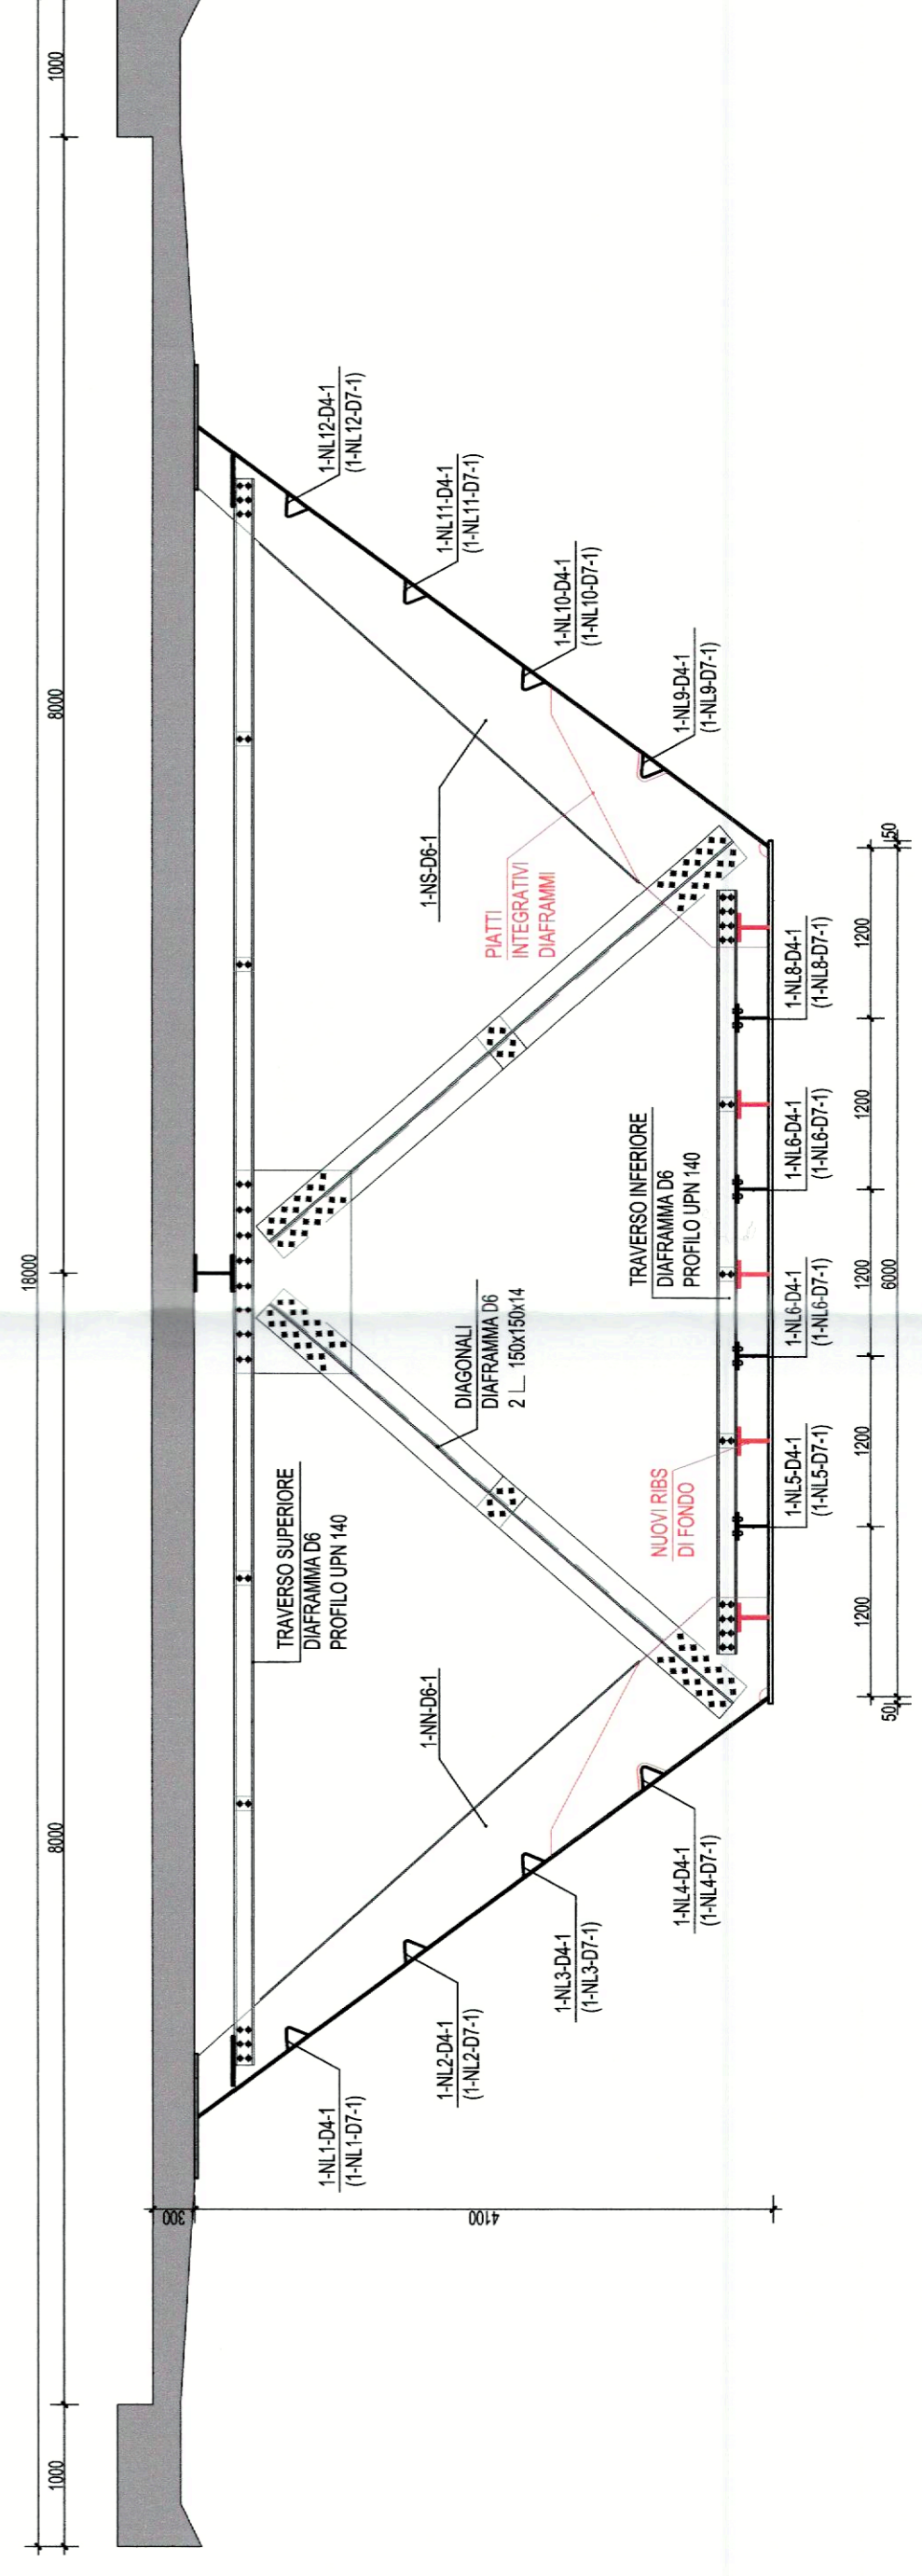 18000
1000
8000
8000
1000
300
4100
TRAVERSO SUPERIORE
DIAFRAMMA D6
PROFILO UPN 140
1-NL1-D4-1
(1-NL1-D7-1)
1-NL12-D4-1
(1-NL12-D7-1)
1-NL2-D4-1
(1-NL2-D7-1)
1-NN-D6-1
1-NS-D6-1
1-NL11-D4-1
(1-NL11-D7-1)
DIAGONALI
DIAFRAMMA D6
2 L 150x150x14
PIATTI
INTEGRATIVI
DIAFRAMMI
1-NL3-D4-1
(1-NL3-D7-1)
1-NL10-D4-1
(1-NL10-D7-1)
TRAVERSO INFERIORE
DIAFRAMMA D6
PROFILO UPN 140
NUOVI RIBS
DI FONDO
1-NL4-D4-1
(1-NL4-D7-1)
1-NL9-D4-1
(1-NL9-D7-1)
1-NL5-D4-1
(1-NL5-D7-1)
1-NL6-D4-1
(1-NL6-D7-1)
1-NL6-D4-1
(1-NL6-D7-1)
1-NL8-D4-1
(1-NL8-D7-1)
1200
1200
1200
1200
1200
50
6000
50